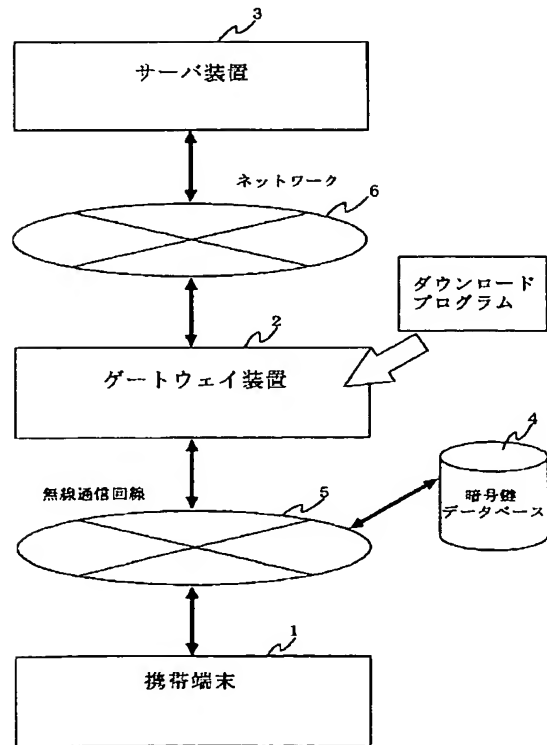 3
サーバ装置
ネットワーク
6
ダウンロード
プログラム
2
ゲートウェイ装置
4
無線通信回線
5
暗号鍵
データベース
1
携帯端末